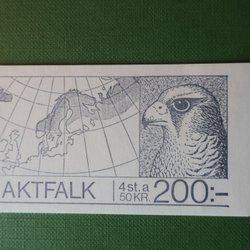 AKTFALK 4 st. a 200:-
50 KR.